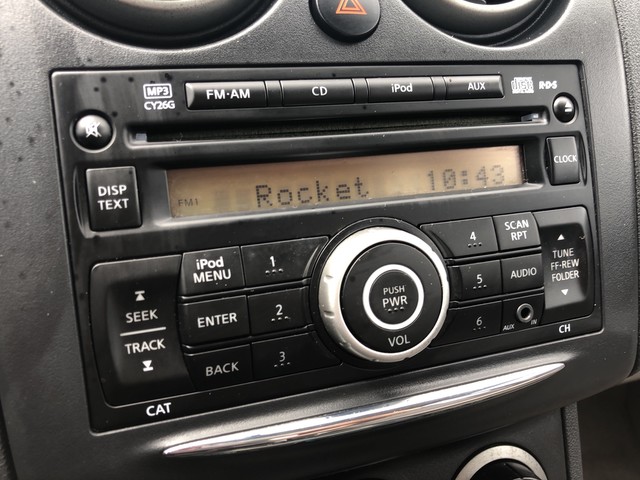 MP3
CY26G
FM·AM
CD
iPod
AUX
R·D·S
DISP
TEXT
CLOCK
FM1
Rocket
10:43
iPod
MENU
1
4
SCAN
RPT
TUNE
FF·REW
FOLDER
SEEK
TRACK
ENTER
2
PUSH
PWR
VOL
5
AUDIO
BACK
3
6
AUX
IN
CAT
CH